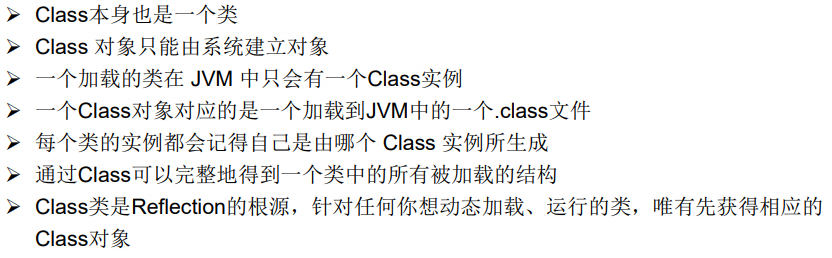 ➢ Class本身也是一个类
➢ Class 对象只能由系统建立对象
➢ 一个加载的类在 JVM 中只会有一个Class实例
➢ 一个Class对象对应的是一个加载到JVM中的一个.class文件
➢ 每个类的实例都会记得自己是由哪个 Class 实例所生成
➢ 通过Class可以完整地得到一个类中的所有被加载的结构
➢ Class类是Reflection的根源，针对任何你想动态加载、运行的类，唯有先获得相应的
Class对象